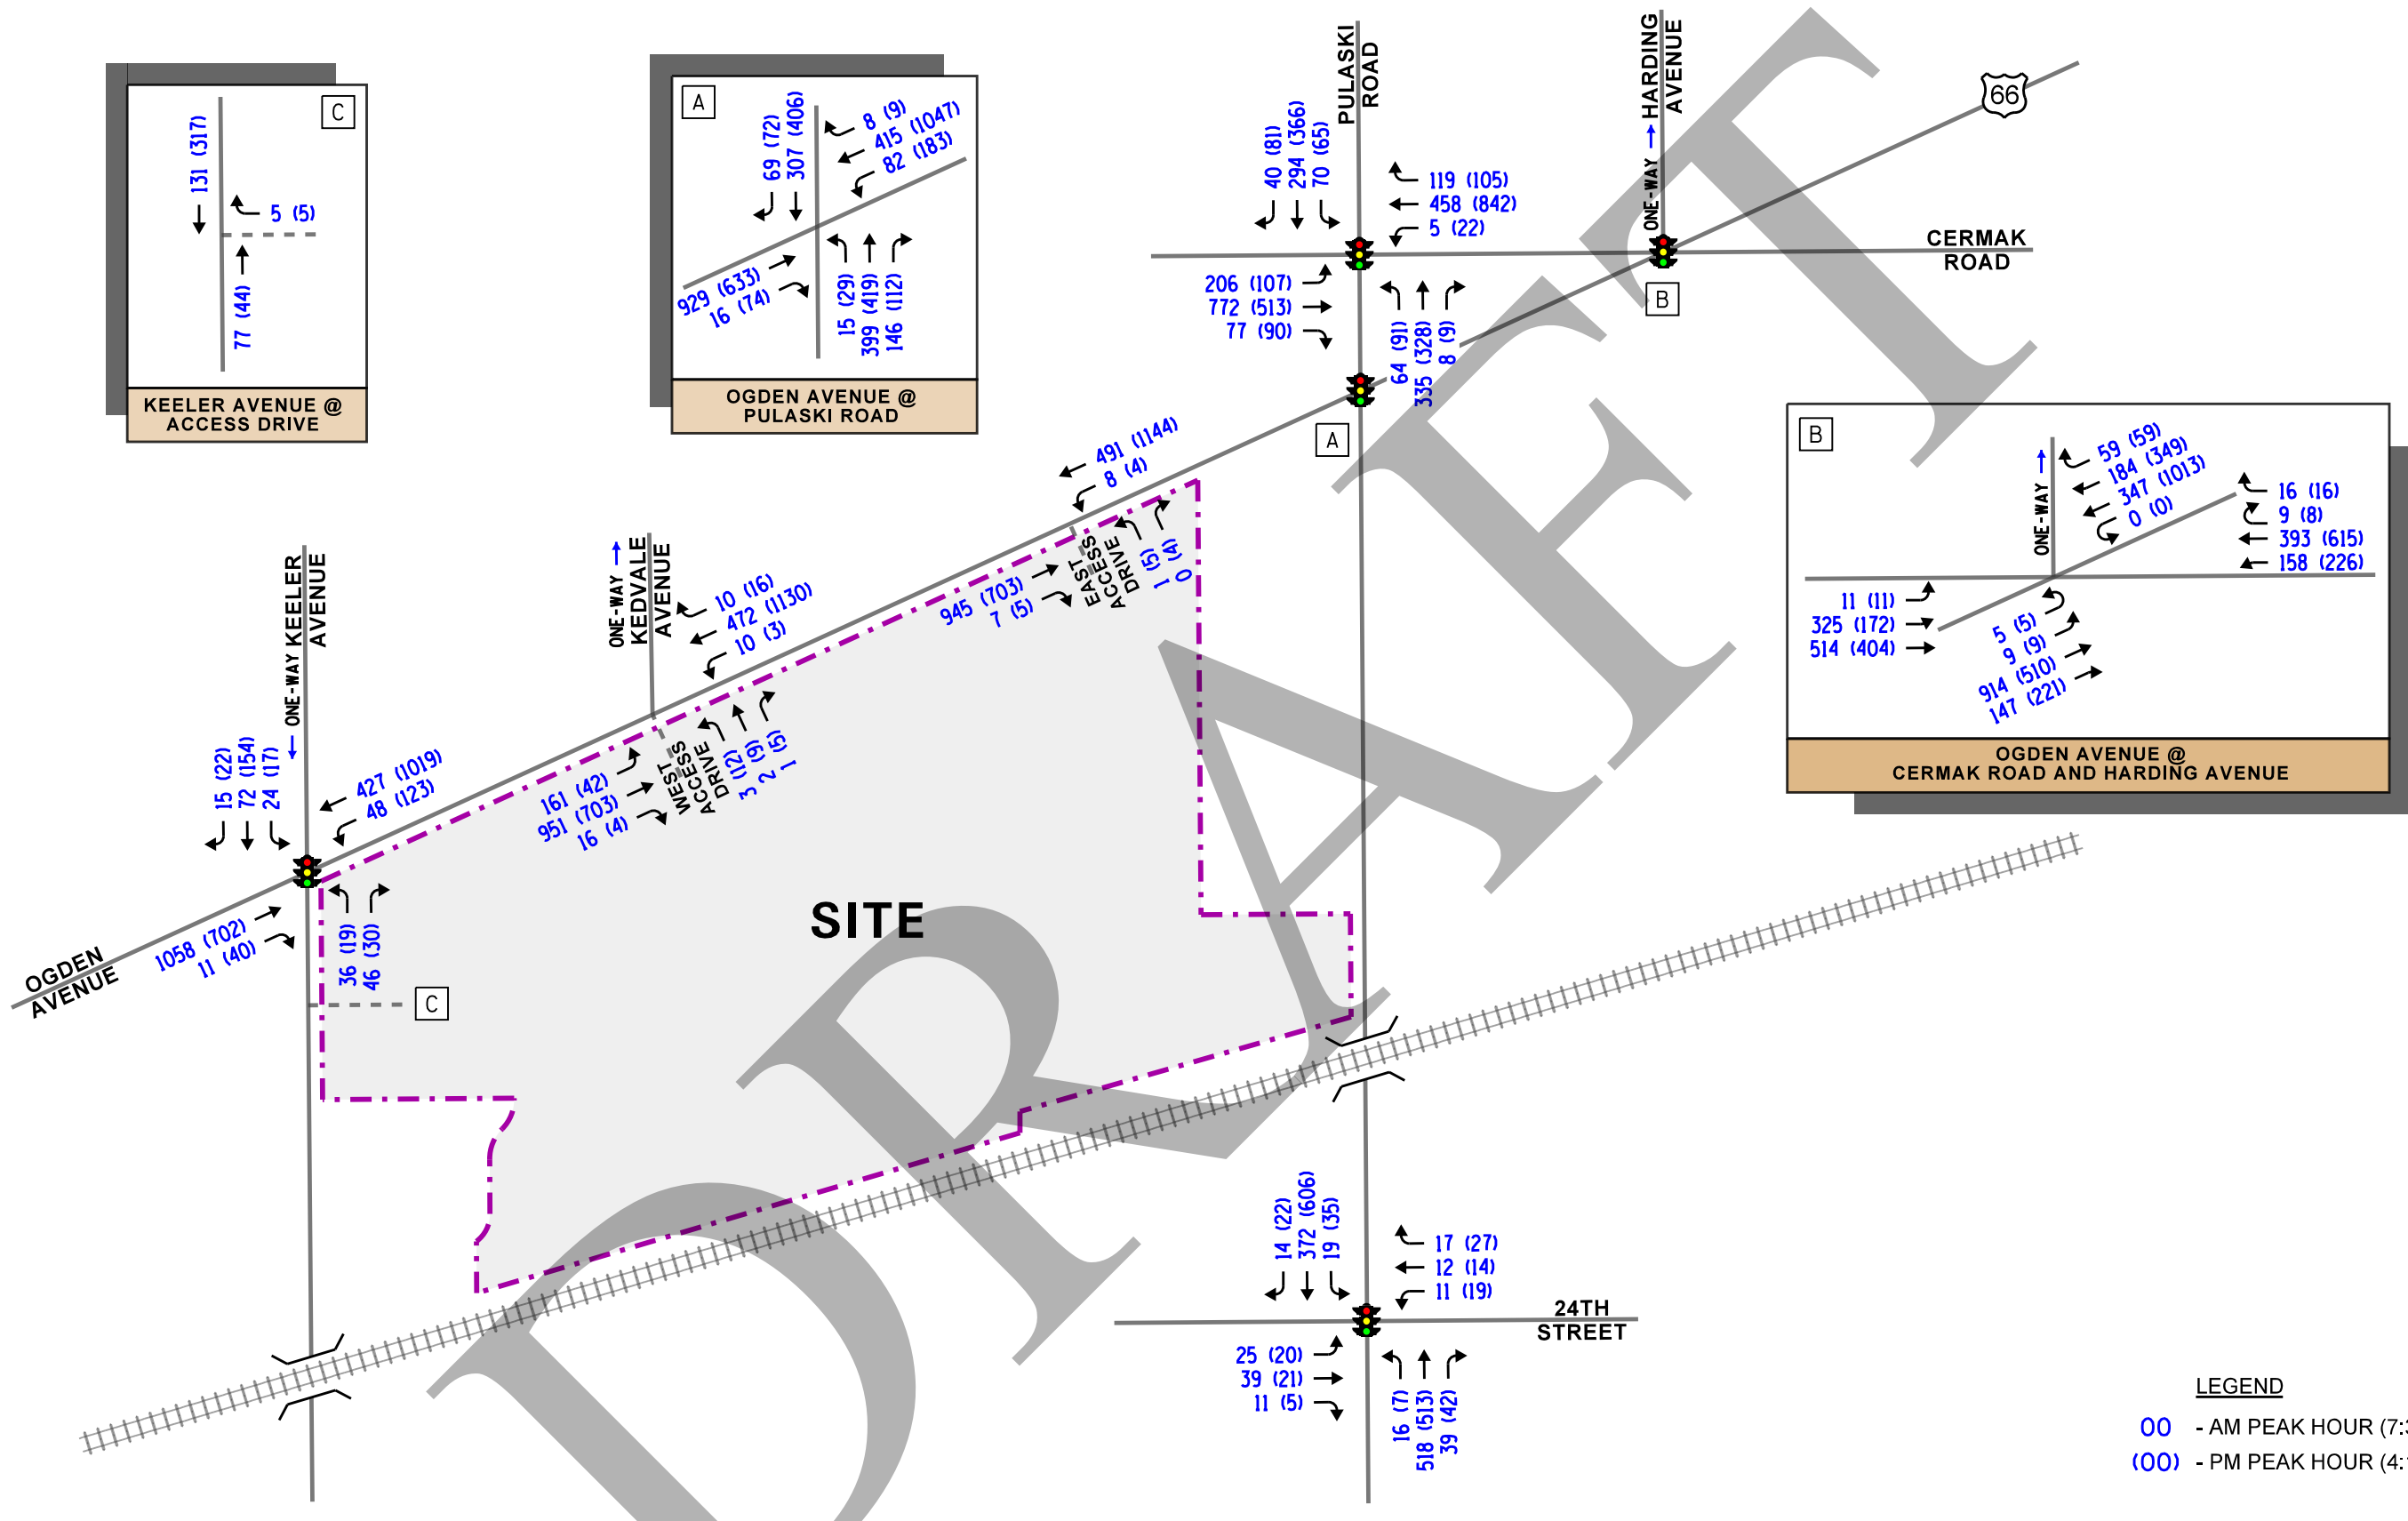 C
131 (317)
5 (5)
77 (44)
KEELER AVENUE @
ACCESS DRIVE
A
69 (72)
307 (406)
8 (9)
415 (1047)
82 (183)
929 (633)
16 (74)
15 (29)
399 (419)
146 (112)
OGDEN AVENUE @
PULASKI ROAD
PULASKI
ROAD
40 (81)
294 (366)
70 (65)
119 (105)
458 (842)
5 (22)
206 (107)
772 (513)
77 (90)
64 (91)
335 (328)
8 (9)
ONE-WAY
HARDING
AVENUE
66
CERMAK
ROAD
B
A
B
59 (59)
184 (349)
347 (1013)
0 (0)
ONE-WAY
16 (16)
9 (8)
393 (615)
158 (226)
11 (11)
325 (172)
514 (404)
5 (5)
9 (9)
914 (510)
147 (221)
OGDEN AVENUE @
CERMAK ROAD AND HARDING AVENUE
491 (1144)
8 (4)
945 (703)
7 (5)
EAST
ACCESS
DRIVE
1 (5)
0 (4)
ONE-WAY
KEDVALE
AVENUE
10 (16)
472 (1130)
10 (3)
161 (42)
951 (703)
16 (4)
WEST
ACCESS
DRIVE
3 (12)
2 (9)
1 (5)
ONE-WAY
KEELER
AVENUE
15 (22)
72 (154)
24 (17)
427 (1019)
48 (123)
1058 (702)
11 (40)
36 (19)
46 (30)
OGDEN
AVENUE
C
SITE
DRAFT
14 (22)
372 (606)
19 (35)
17 (27)
12 (14)
11 (19)
24TH
STREET
25 (20)
39 (21)
11 (5)
16 (7)
518 (513)
39 (42)
LEGEND
00 - AM PEAK HOUR (7:3
(00) - PM PEAK HOUR (4: